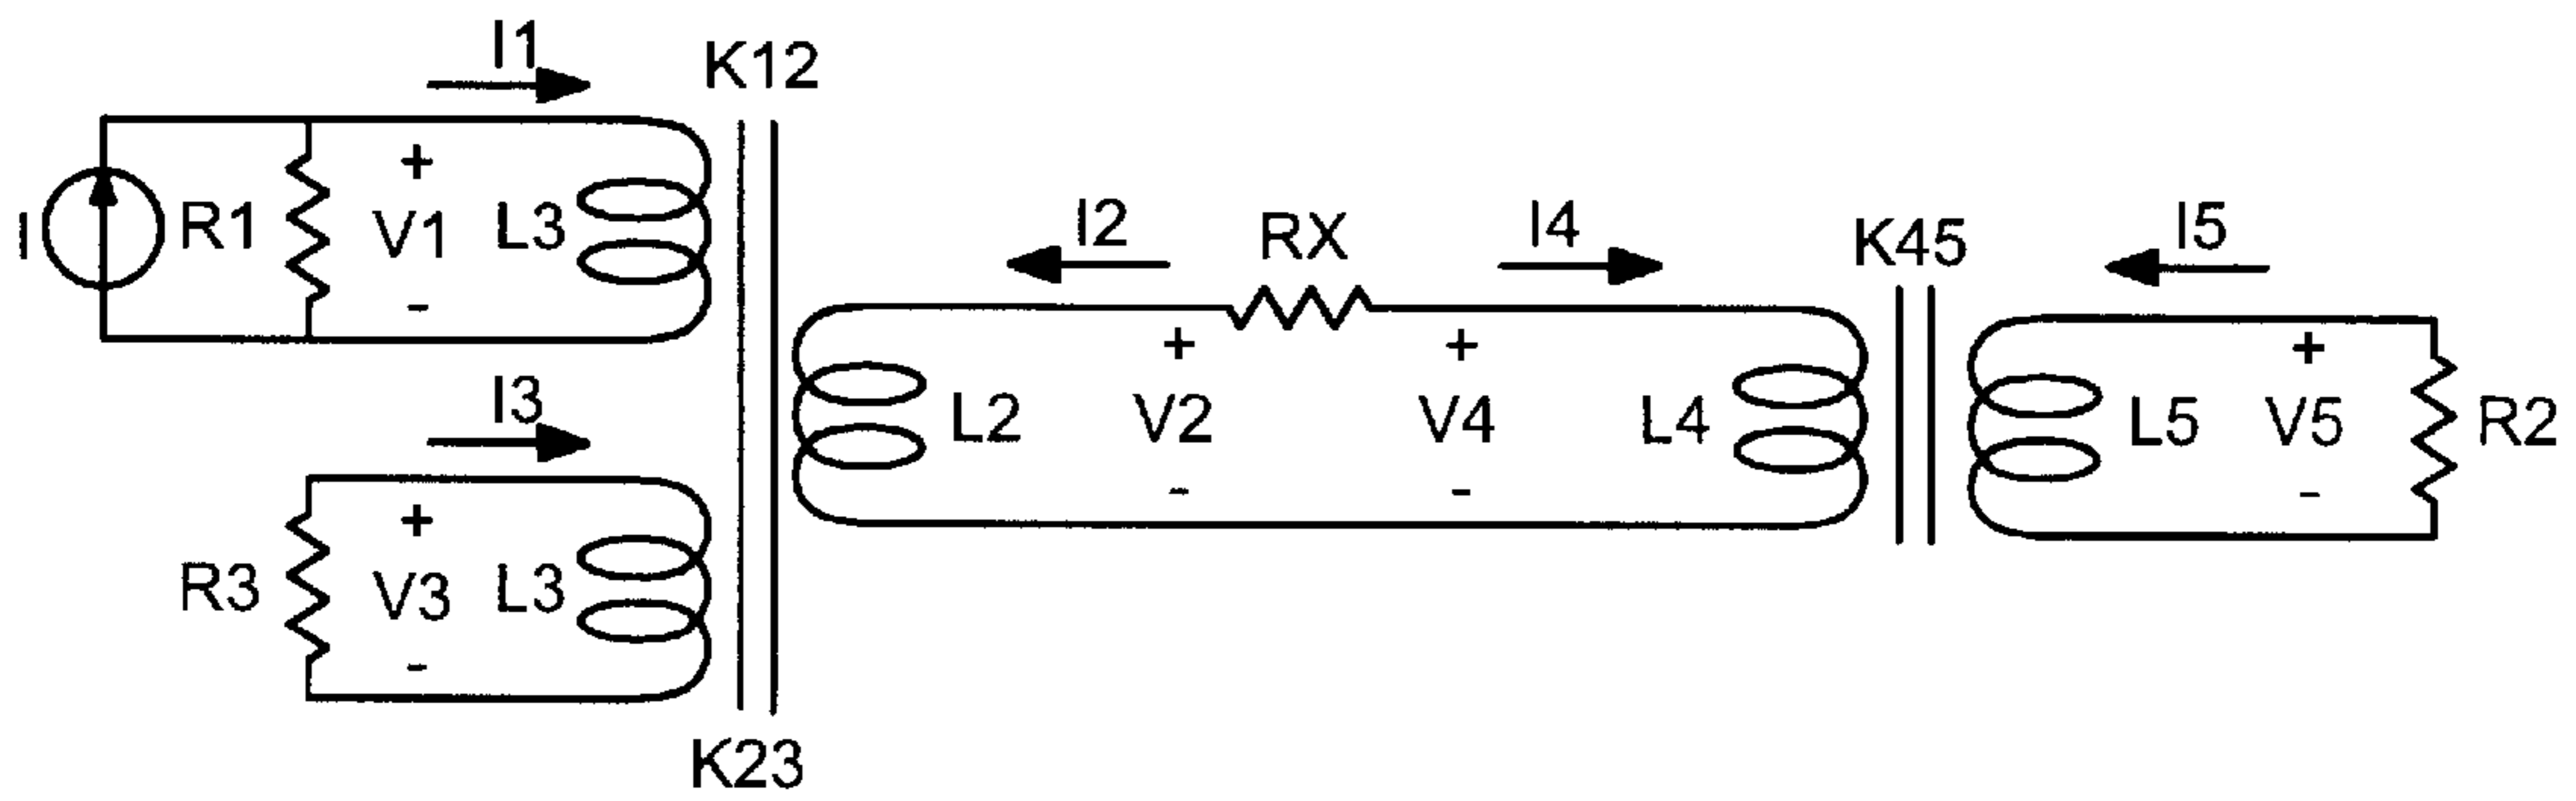 I1
K12
I
R1
+
V1
-
L3
I2
RX
I4
K45
I5
I3
+
V2
-
L2
+
V4
-
L4
L5
+
V5
-
R2
R3
+
V3
-
L3
K23